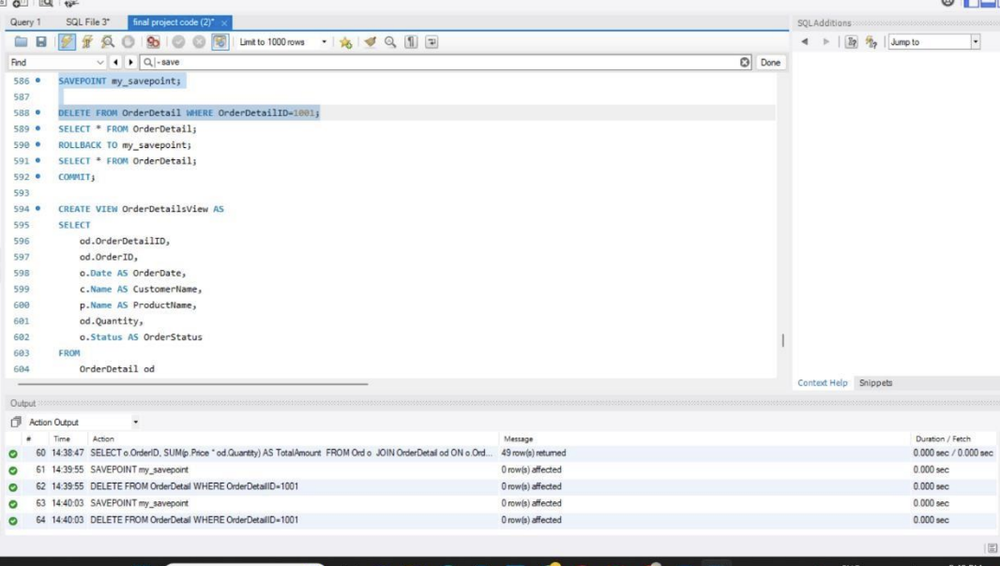 Query 1 SQL File 3* final project code (2)* ×
SQLAdditions
Limit to 1000 rows
Jump to
Find
-save
Done
586 SAVEPOINT my_savepoint;
587
588 DELETE FROM OrderDetail WHERE OrderDetailID=1001;
589 SELECT * FROM OrderDetail;
590 ROLLBACK TO my_savepoint;
591 SELECT * FROM OrderDetail;
592 COMMIT;
593
594 CREATE VIEW OrderDetailsView AS
595 SELECT
596 od.OrderDetailID,
597 od.OrderID,
598 o.Date AS OrderDate,
599 c.Name AS CustomerName,
600 p.Name AS ProductName,
601 od.Quantity,
602 o.Status AS OrderStatus
603 FROM
604 OrderDetail od
Context Help Snippets
Output
Action Output
# Time Action Message Duration / Fetch
60 14:38:47 SELECT o.OrderID, SUM(p.Price * od.Quantity) AS TotalAmount FROM Ord o JOIN OrderDetail od ON o.Ord... 49 row(s) returned 0.000 sec / 0.000 sec
61 14:39:55 SAVEPOINT my_savepoint 0 row(s) affected 0.000 sec
62 14:39:55 DELETE FROM OrderDetail WHERE OrderDetailID=1001 0 row(s) affected 0.000 sec
63 14:40:03 SAVEPOINT my_savepoint 0 row(s) affected 0.000 sec
64 14:40:03 DELETE FROM OrderDetail WHERE OrderDetailID=1001 0 row(s) affected 0.000 sec